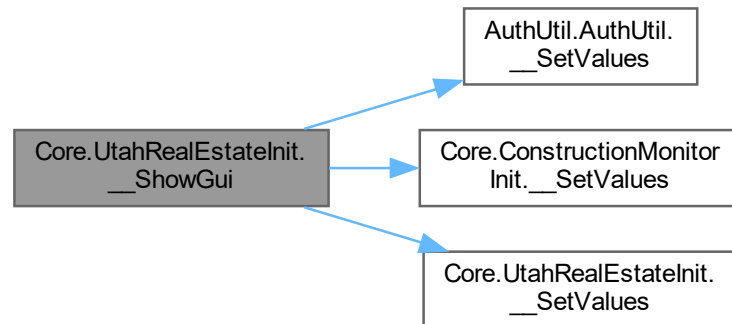 AuthUtil.AuthUtil.
__SetValues
Core.UtahRealEstateInit.
__ShowGui
Core.ConstructionMonitor
Init.__SetValues
Core.UtahRealEstateInit.
__SetValues